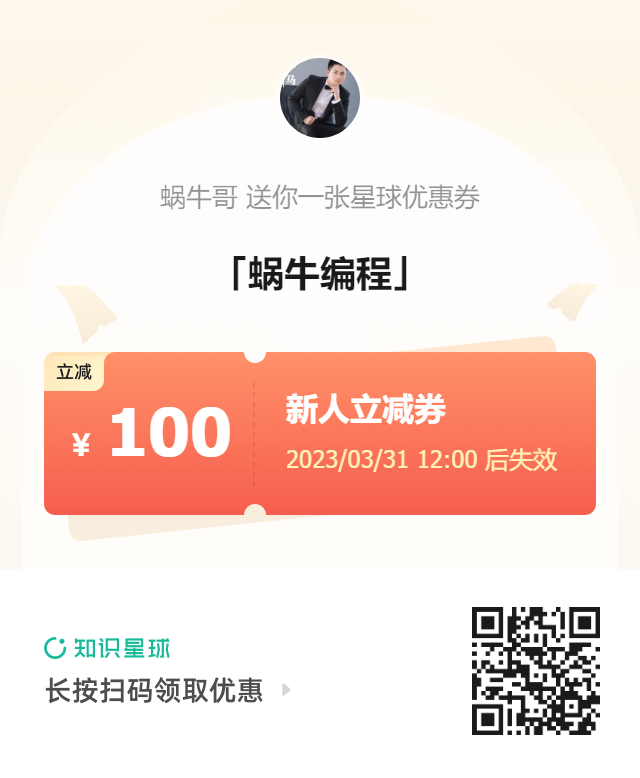 蜗牛哥 送你一张星球优惠券
「蜗牛编程」
立减
¥ 100
新人立减券
2023/03/31 12:00 后失效
知识星球
长按扫码领取优惠